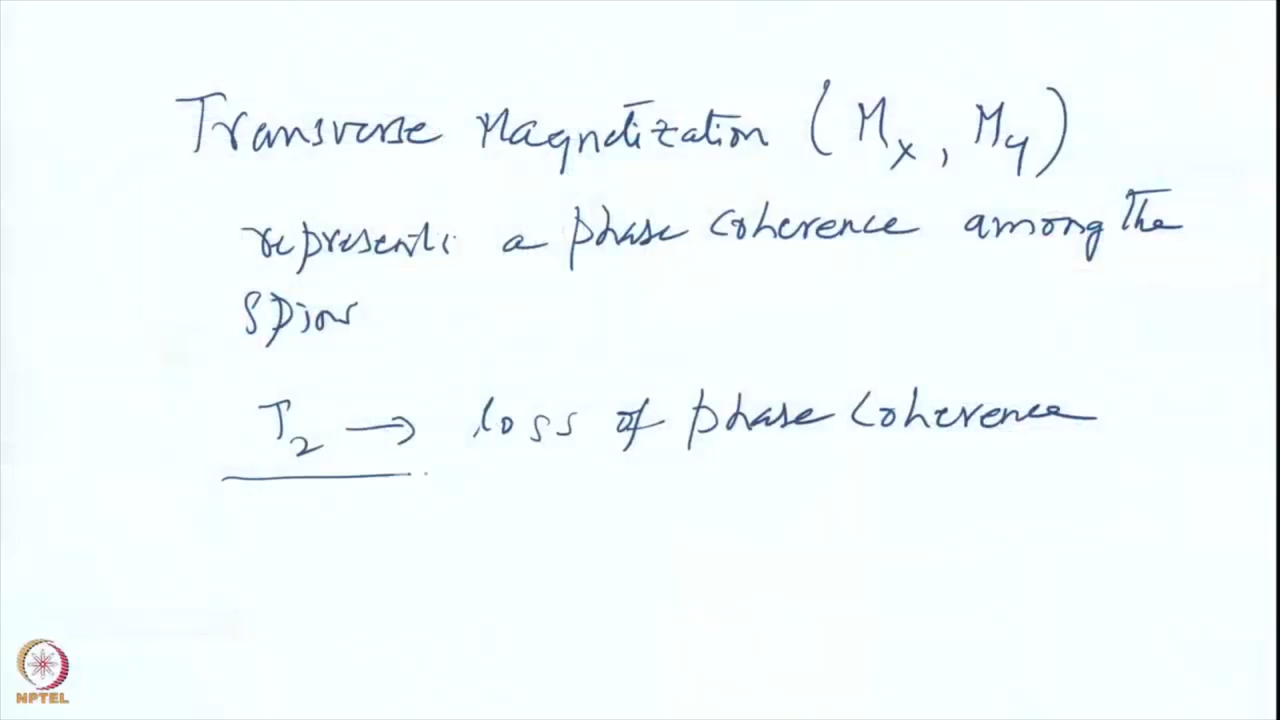 Transverse Magnetization (Mx, My)
represents a phase coherence among the
spins
T2 → loss of phase coherence
NPTEL